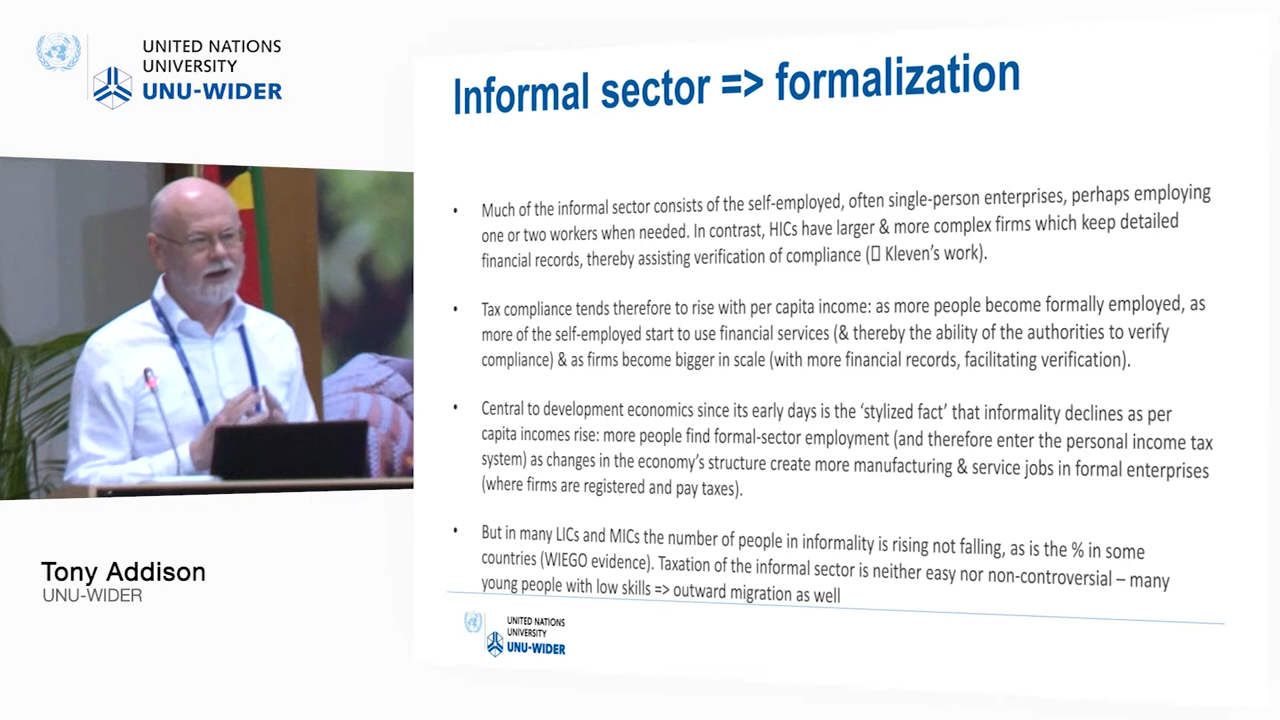 UNITED NATIONS
UNIVERSITY
UNU-WIDER
Informal sector => formalization
• Much of the informal sector consists of the self-employed, often single-person enterprises, perhaps employing
one or two workers when needed. In contrast, HICs have larger & more complex firms which keep detailed
financial records, thereby assisting verification of compliance (▯ Kleven's work).
• Tax compliance tends therefore to rise with per capita income: as more people become formally employed, as
more of the self-employed start to use financial services (& thereby the ability of the authorities to verify
compliance) & as firms become bigger in scale (with more financial records, facilitating verification).
• Central to development economics since its early days is the 'stylized fact' that informality declines as per
capita incomes rise: more people find formal-sector employment (and therefore enter the personal income tax
system) as changes in the economy's structure create more manufacturing & service jobs in formal enterprises
(where firms are registered and pay taxes).
• But in many LICs and MICs the number of people in informality is rising not falling, as is the % in some
countries (WIEGO evidence). Taxation of the informal sector is neither easy nor non-controversial – many
young people with low skills => outward migration as well
UNITED NATIONS
UNIVERSITY
UNU-WIDER
Tony Addison
UNU-WIDER